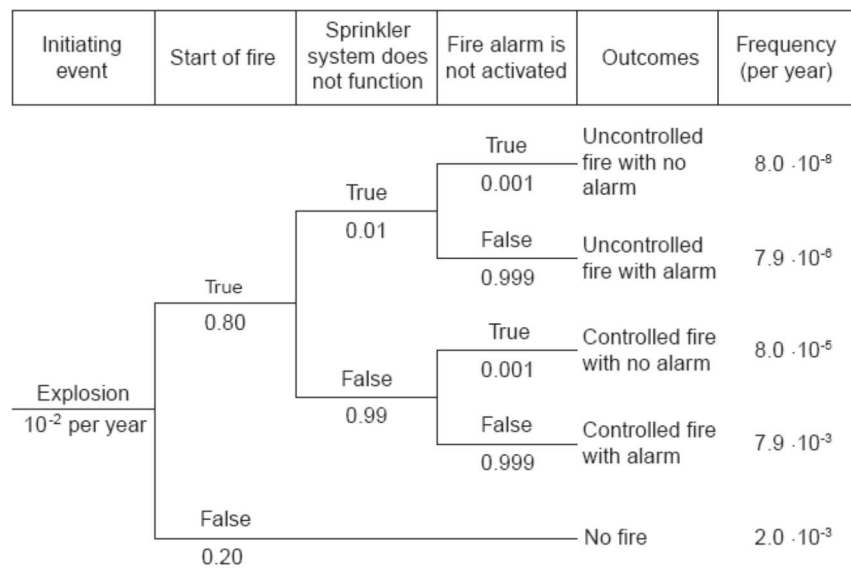 Initiating
event
Start of fire
Sprinkler
system does
not function
Fire alarm is
not activated
Outcomes
Frequency
(per year)
True
0.001
Uncontrolled
fire with no
alarm
8.0 ·10⁻⁸
True
0.01
False
0.999
Uncontrolled
fire with alarm
7.9 ·10⁻⁶
True
0.80
True
0.001
Controlled fire
with no alarm
8.0 ·10⁻⁵
False
0.99
Explosion
10⁻² per year
False
0.999
Controlled fire
with alarm
7.9 ·10⁻³
False
0.20
No fire
2.0 ·10⁻³